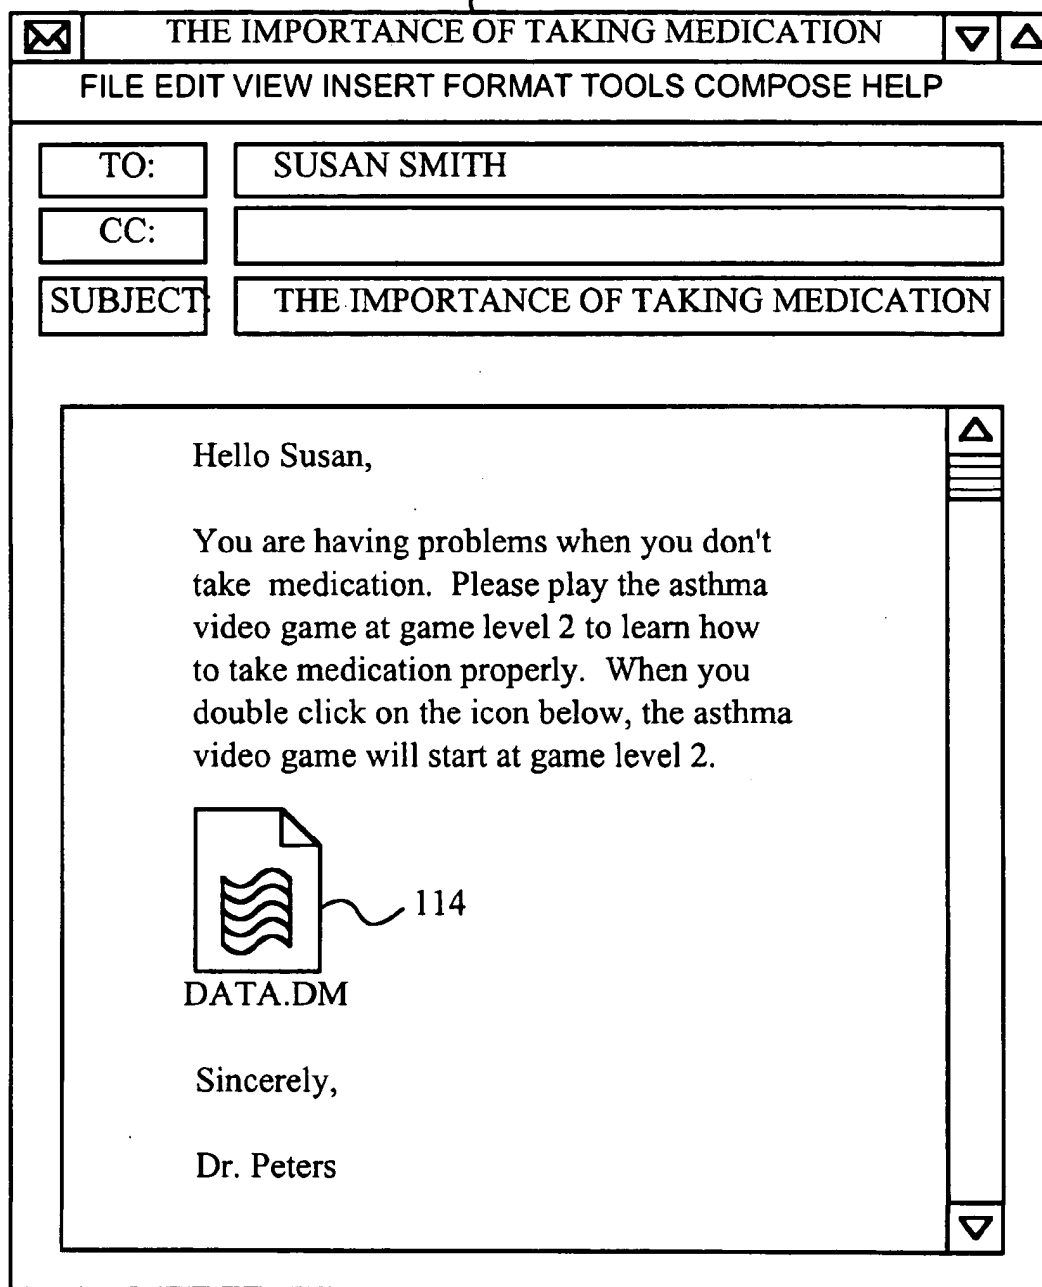 THE IMPORTANCE OF TAKING MEDICATION
FILE EDIT VIEW INSERT FORMAT TOOLS COMPOSE HELP
TO: SUSAN SMITH
CC:
SUBJECT: THE IMPORTANCE OF TAKING MEDICATION
Hello Susan,
You are having problems when you don't
take medication. Please play the asthma
video game at game level 2 to learn how
to take medication properly. When you
double click on the icon below, the asthma
video game will start at game level 2.
114
DATA.DM
Sincerely,
Dr. Peters